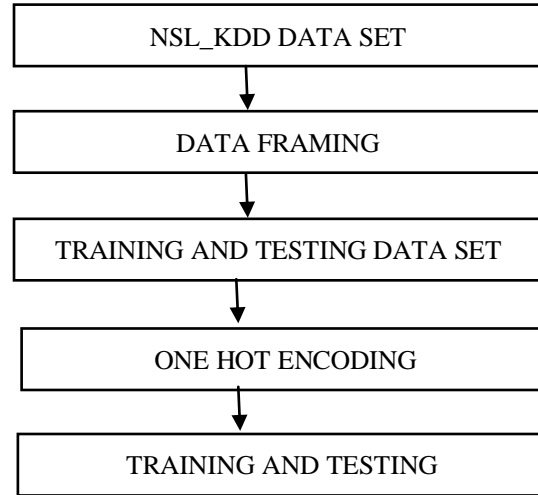 NSL_KDD DATA SET
DATA FRAMING
TRAINING AND TESTING DATA SET
ONE HOT ENCODING
TRAINING AND TESTING